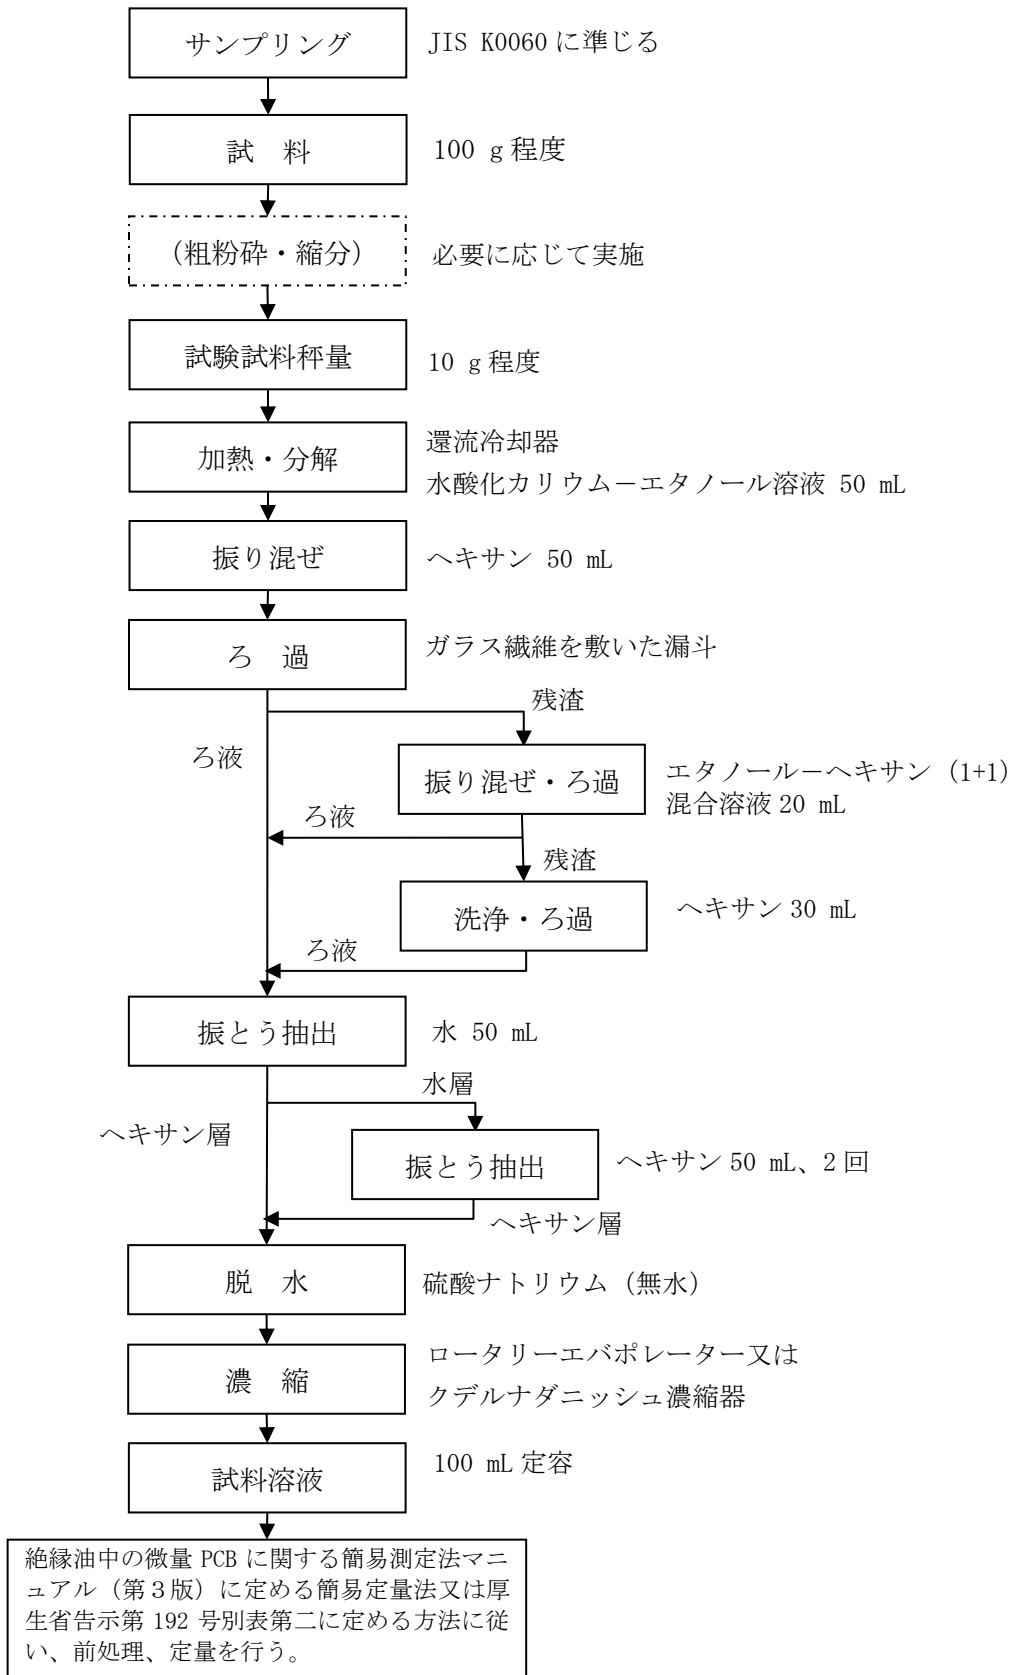 サンプリング
JIS K0060 に準じる
試　料
100 g 程度
（粗粉砕・縮分）
必要に応じて実施
試験試料秤量
10 g 程度
加熱・分解
還流冷却器
水酸化カリウム－エタノール溶液 50 mL
振り混ぜ
ヘキサン 50 mL
ろ　過
ガラス繊維を敷いた漏斗
残渣
ろ液
振り混ぜ・ろ過
エタノール－ヘキサン（1+1）
混合溶液 20 mL
ろ液
残渣
洗浄・ろ過
ヘキサン 30 mL
ろ液
振とう抽出
水 50 mL
水層
ヘキサン層
振とう抽出
ヘキサン 50 mL、2 回
ヘキサン層
脱　水
硫酸ナトリウム（無水）
濃　縮
ロータリーエバポレーター又は
クデルナダニッシュ濃縮器
試料溶液
100 mL 定容
絶縁油中の微量 PCB に関する簡易測定法マニ
ュアル（第３版）に定める簡易定量法又は厚
生省告示第 192 号別表第二に定める方法に従
い、前処理、定量を行う。